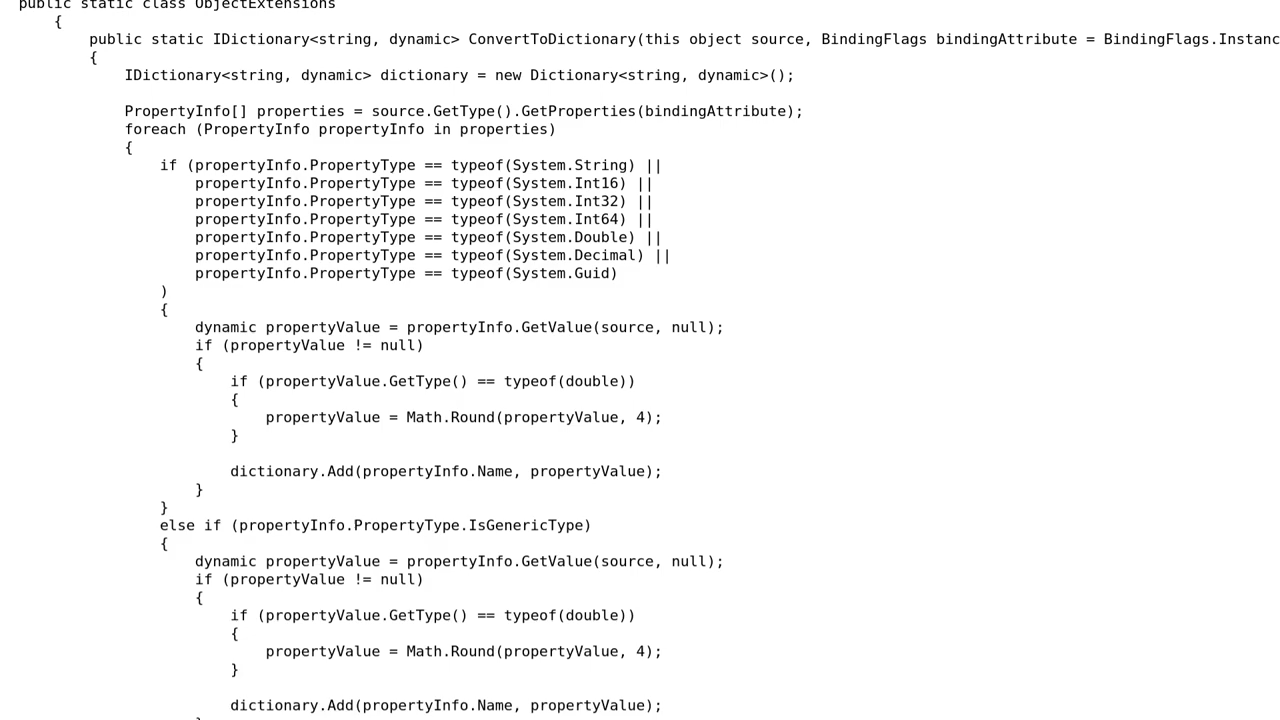 public static class ObjectExtensions
{
public static IDictionary<string, dynamic> ConvertToDictionary(this object source, BindingFlags bindingAttribute = BindingFlags.Instanc
{
IDictionary<string, dynamic> dictionary = new Dictionary<string, dynamic>();
PropertyInfo[] properties = source.GetType().GetProperties(bindingAttribute);
foreach (PropertyInfo propertyInfo in properties)
{
if (propertyInfo.PropertyType == typeof(System.String) ||
propertyInfo.PropertyType == typeof(System.Int16) ||
propertyInfo.PropertyType == typeof(System.Int32) ||
propertyInfo.PropertyType == typeof(System.Int64) ||
propertyInfo.PropertyType == typeof(System.Double) ||
propertyInfo.PropertyType == typeof(System.Decimal) ||
propertyInfo.PropertyType == typeof(System.Guid)
)
{
dynamic propertyValue = propertyInfo.GetValue(source, null);
if (propertyValue != null)
{
if (propertyValue.GetType() == typeof(double))
{
propertyValue = Math.Round(propertyValue, 4);
}
dictionary.Add(propertyInfo.Name, propertyValue);
}
}
else if (propertyInfo.PropertyType.IsGenericType)
{
dynamic propertyValue = propertyInfo.GetValue(source, null);
if (propertyValue != null)
{
if (propertyValue.GetType() == typeof(double))
{
propertyValue = Math.Round(propertyValue, 4);
}
dictionary.Add(propertyInfo.Name, propertyValue);